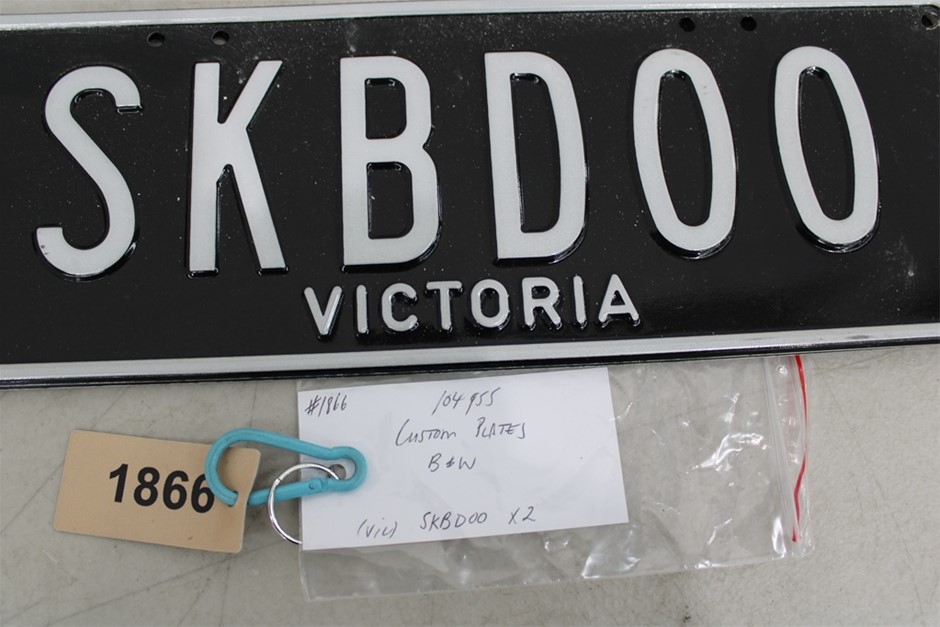 SKBDOO
VICTORIA
#1866
104955
CUSTOM PLATES
B&W
(VIC) SKBDOO X2
1866